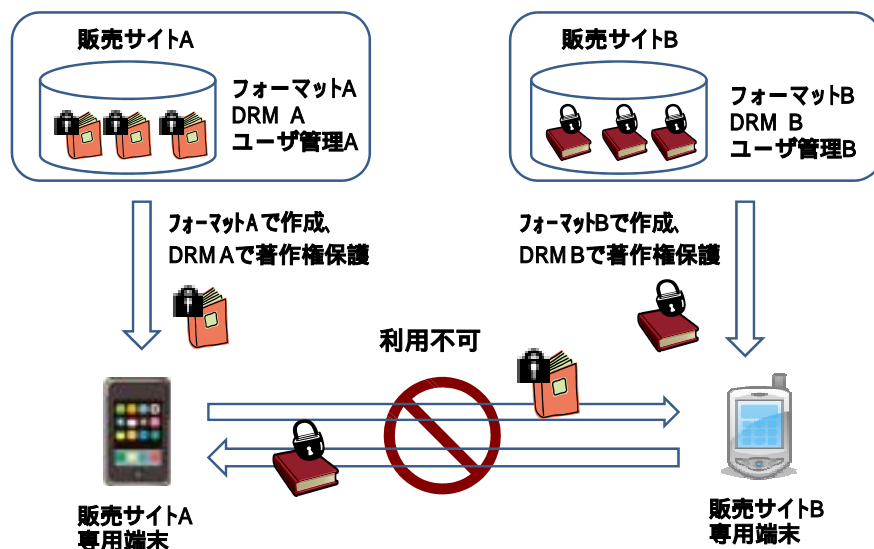 販売サイトA
フォーマットA
DRM A
ユーザ管理A
販売サイトB
フォーマットB
DRM B
ユーザ管理B
フォーマットAで作成、
DRM Aで著作権保護
フォーマットBで作成、
DRM Bで著作権保護
利用不可
販売サイトA
専用端末
販売サイトB
専用端末